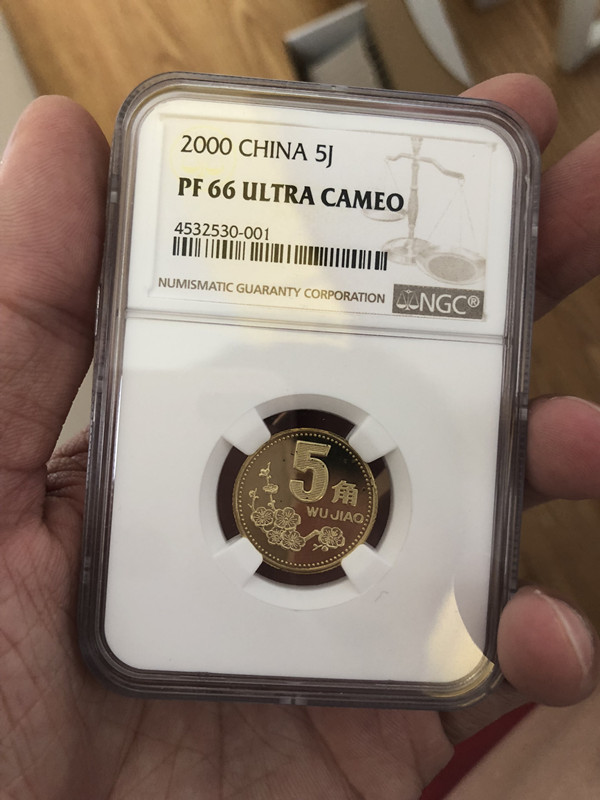 2000 CHINA 5J
PF 66 ULTRA CAMEO
4532530-001
NUMISMATIC GUARANTY CORPORATION
NGC®
5角
WU JIAO